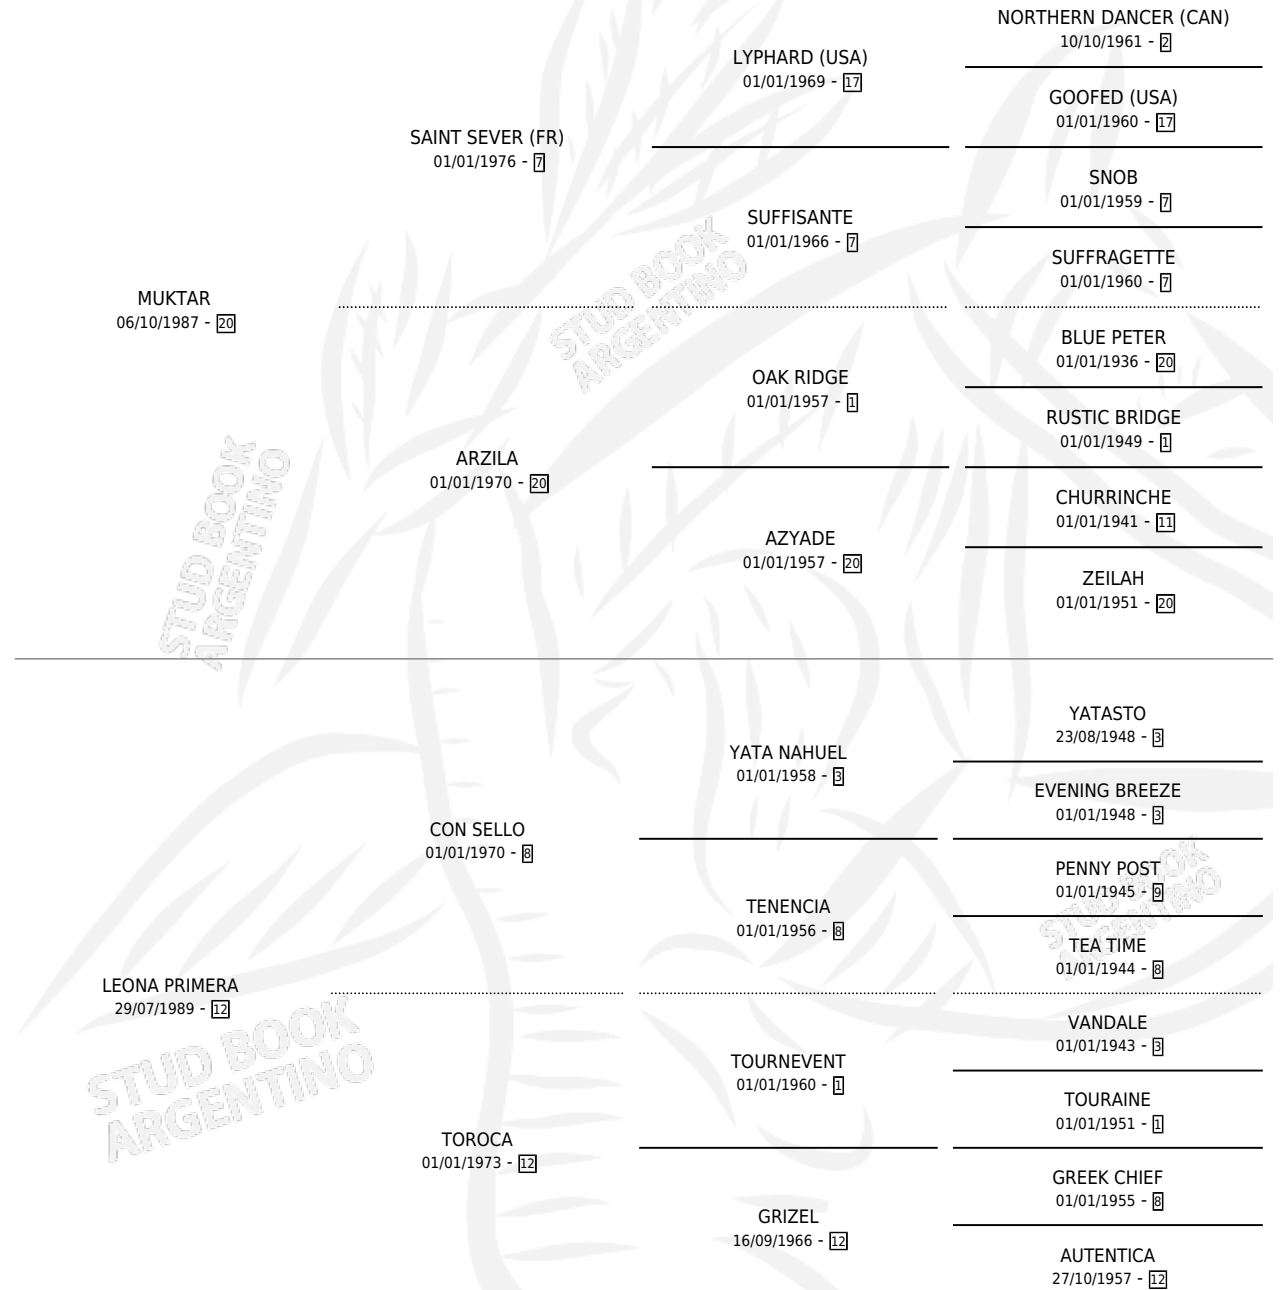 NORTHERN DANCER (CAN)
10/10/1961 - 2
LYPHARD (USA)
01/01/1969 - 17
GOOFED (USA)
01/01/1960 - 17
SAINT SEVER (FR)
01/01/1976 - 7
SNOB
01/01/1959 - 7
SUFFISANTE
01/01/1966 - 7
SUFFRAGETTE
01/01/1960 - 7
MUKTAR
06/10/1987 - 20
STUD BOOK
ARGENTINO
BLUE PETER
01/01/1936 - 20
OAK RIDGE
01/01/1957 - 1
RUSTIC BRIDGE
01/01/1949 - 1
ARZILA
01/01/1970 - 20
CHURRINCHE
01/01/1941 - 11
AZYADE
01/01/1957 - 20
ZEILAH
01/01/1951 - 20
STUD BOOK
ARGENTINO
YATASTO
23/08/1948 - 3
YATA NAHUEL
01/01/1958 - 3
EVENING BREEZE
01/01/1948 - 3
CON SELLO
01/01/1970 - 8
PENNY POST
01/01/1945 - 9
TENENCIA
01/01/1956 - 8
TEA TIME
01/01/1944 - 8
STUD BOOK
ARGENTINO
LEONA PRIMERA
29/07/1989 - 12
VANDALE
01/01/1943 - 3
TOURNEVENT
01/01/1960 - 1
TOURAINE
01/01/1951 - 1
STUD BOOK
ARGENTINO
TOROCA
01/01/1973 - 12
GREEK CHIEF
01/01/1955 - 8
GRIZEL
16/09/1966 - 12
AUTENTICA
27/10/1957 - 12